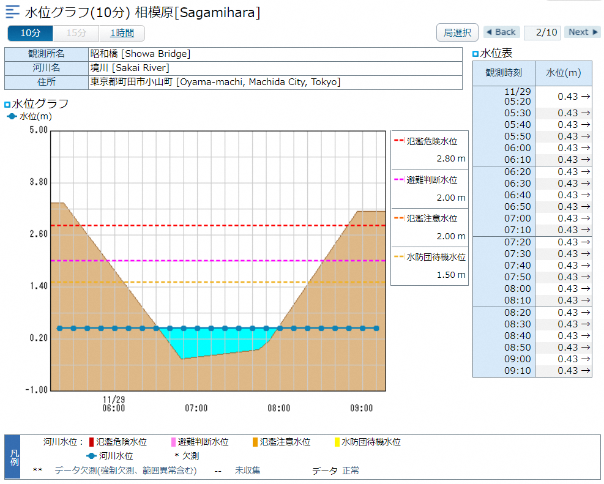 水位グラフ(10分) 相模原[Sagamihara]
10分 15分 1時間
局選択 Back 2/10 Next
観測所名 昭和橋 [Showa Bridge]
河川名 境川 [Sakai River]
住所 東京都町田市小山町 [Oyama-machi, Machida City, Tokyo]
水位グラフ
水位(m)
5.00
3.80
2.60
1.40
0.20
-1.00
11/29
06:00 07:00 08:00 09:00
氾濫危険水位
2.80 m
避難判断水位
2.00 m
氾濫注意水位
2.00 m
水防団待機水位
1.50 m
水位表
観測時刻 水位(m)
11/29
05:20 0.43 →
05:30 0.43 →
05:40 0.43 →
05:50 0.43 →
06:00 0.43 →
06:10 0.43 →
06:20 0.43 →
06:30 0.43 →
06:40 0.43 →
06:50 0.43 →
07:00 0.43 →
07:10 0.43 →
07:20 0.43 →
07:30 0.43 →
07:40 0.43 →
07:50 0.43 →
08:00 0.43 →
08:10 0.43 →
08:20 0.43 →
08:30 0.43 →
08:40 0.43 →
08:50 0.43 →
09:00 0.43 →
09:10 0.43 →
凡例
河川水位： 氾濫危険水位 避難判断水位 氾濫注意水位 水防団待機水位
河川水位 * 欠測
** データ欠測(強制欠測、範囲異常含む) -- 未収集 データ 正常